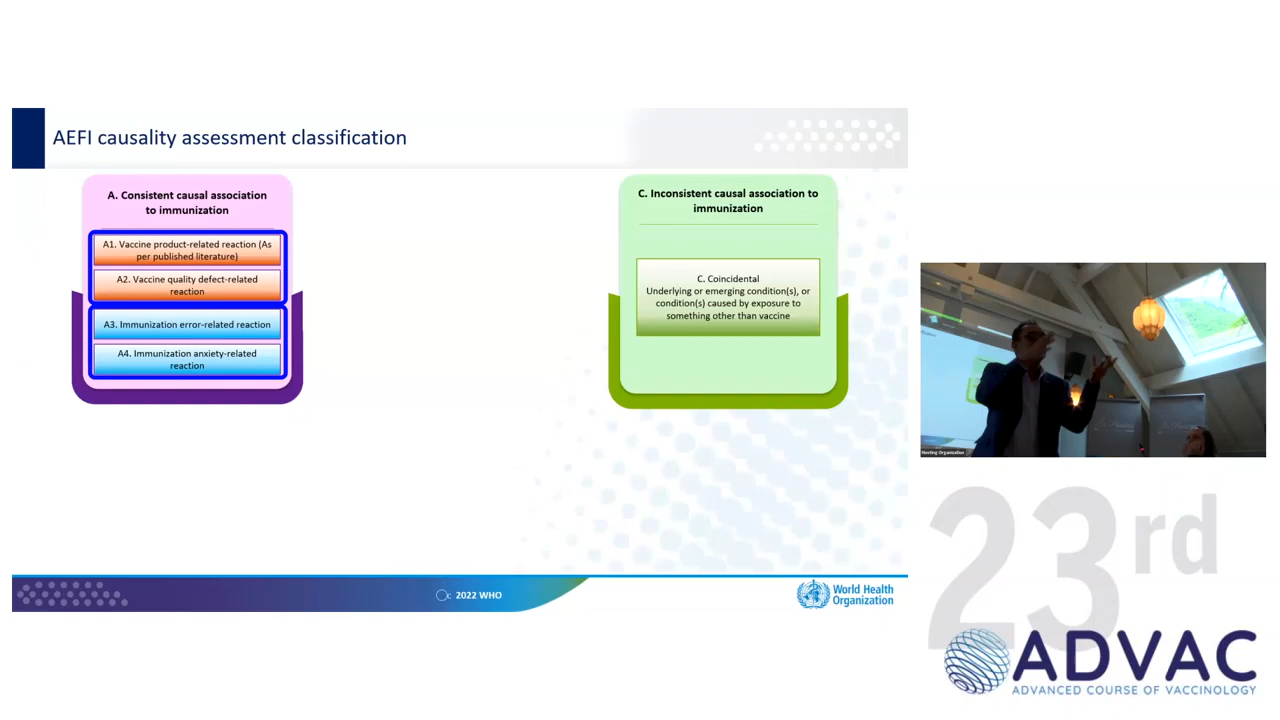 AEFI causality assessment classification
A. Consistent causal association
to immunization
A1. Vaccine product-related reaction (As
per published literature)
A2. Vaccine quality defect-related
reaction
A3. Immunization error-related reaction
A4. Immunization anxiety-related
reaction
C. Inconsistent causal association to
immunization
C. Coincidental
Underlying or emerging condition(s), or
condition(s) caused by exposure to
something other than vaccine
2022 WHO
World Health
Organization
Meeting Organization
23rd
ADVAC
ADVANCED COURSE OF VACCINOLOGY